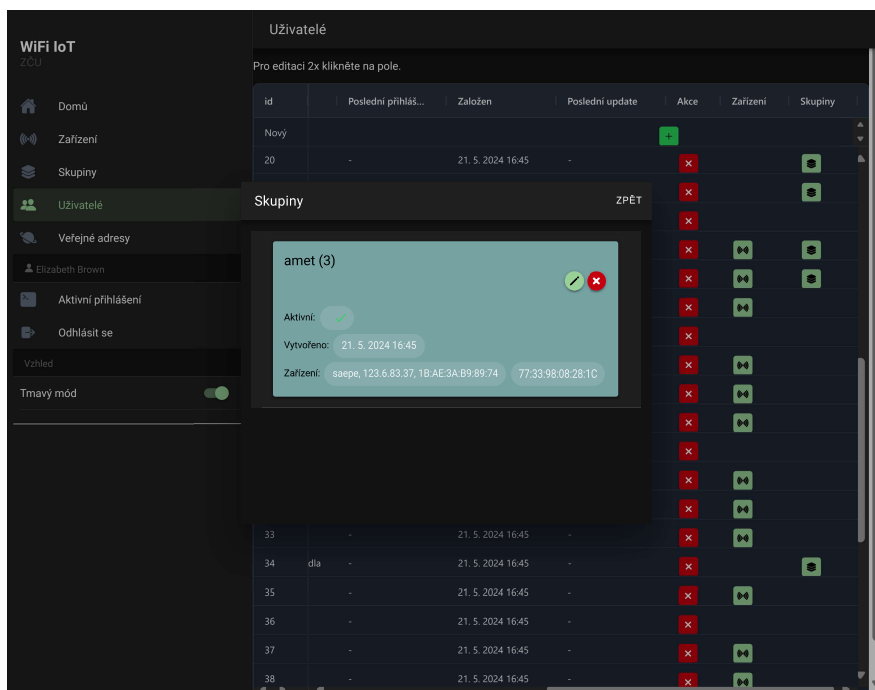 Uživatelé
WiFi IoT
ZČU
Pro editaci 2x klikněte na pole.
Domů
Zařízení
Skupiny
Uživatelé
Veřejné adresy
Elizabeth Brown
Aktivní přihlášení
Odhlásit se
Vzhled
Tmavý mód
id Poslední přihláš... Založen Poslední update Akce Zařízení Skupiny
Nový
20 - 21. 5. 2024 16:45 -
Skupiny ZPĚT
amet (3)
Aktivní:
Vytvořeno: 21. 5. 2024 16:45
Zařízení: saepe, 123.6.83.37, 1B:AE:3A:B9:89:74 77:33:98:08:28:1C
33 - 21. 5. 2024 16:45 -
34 dla - 21. 5. 2024 16:45 -
35 - 21. 5. 2024 16:45 -
36 - 21. 5. 2024 16:45 -
37 - 21. 5. 2024 16:45 -
38 - 21. 5. 2024 16:45 -